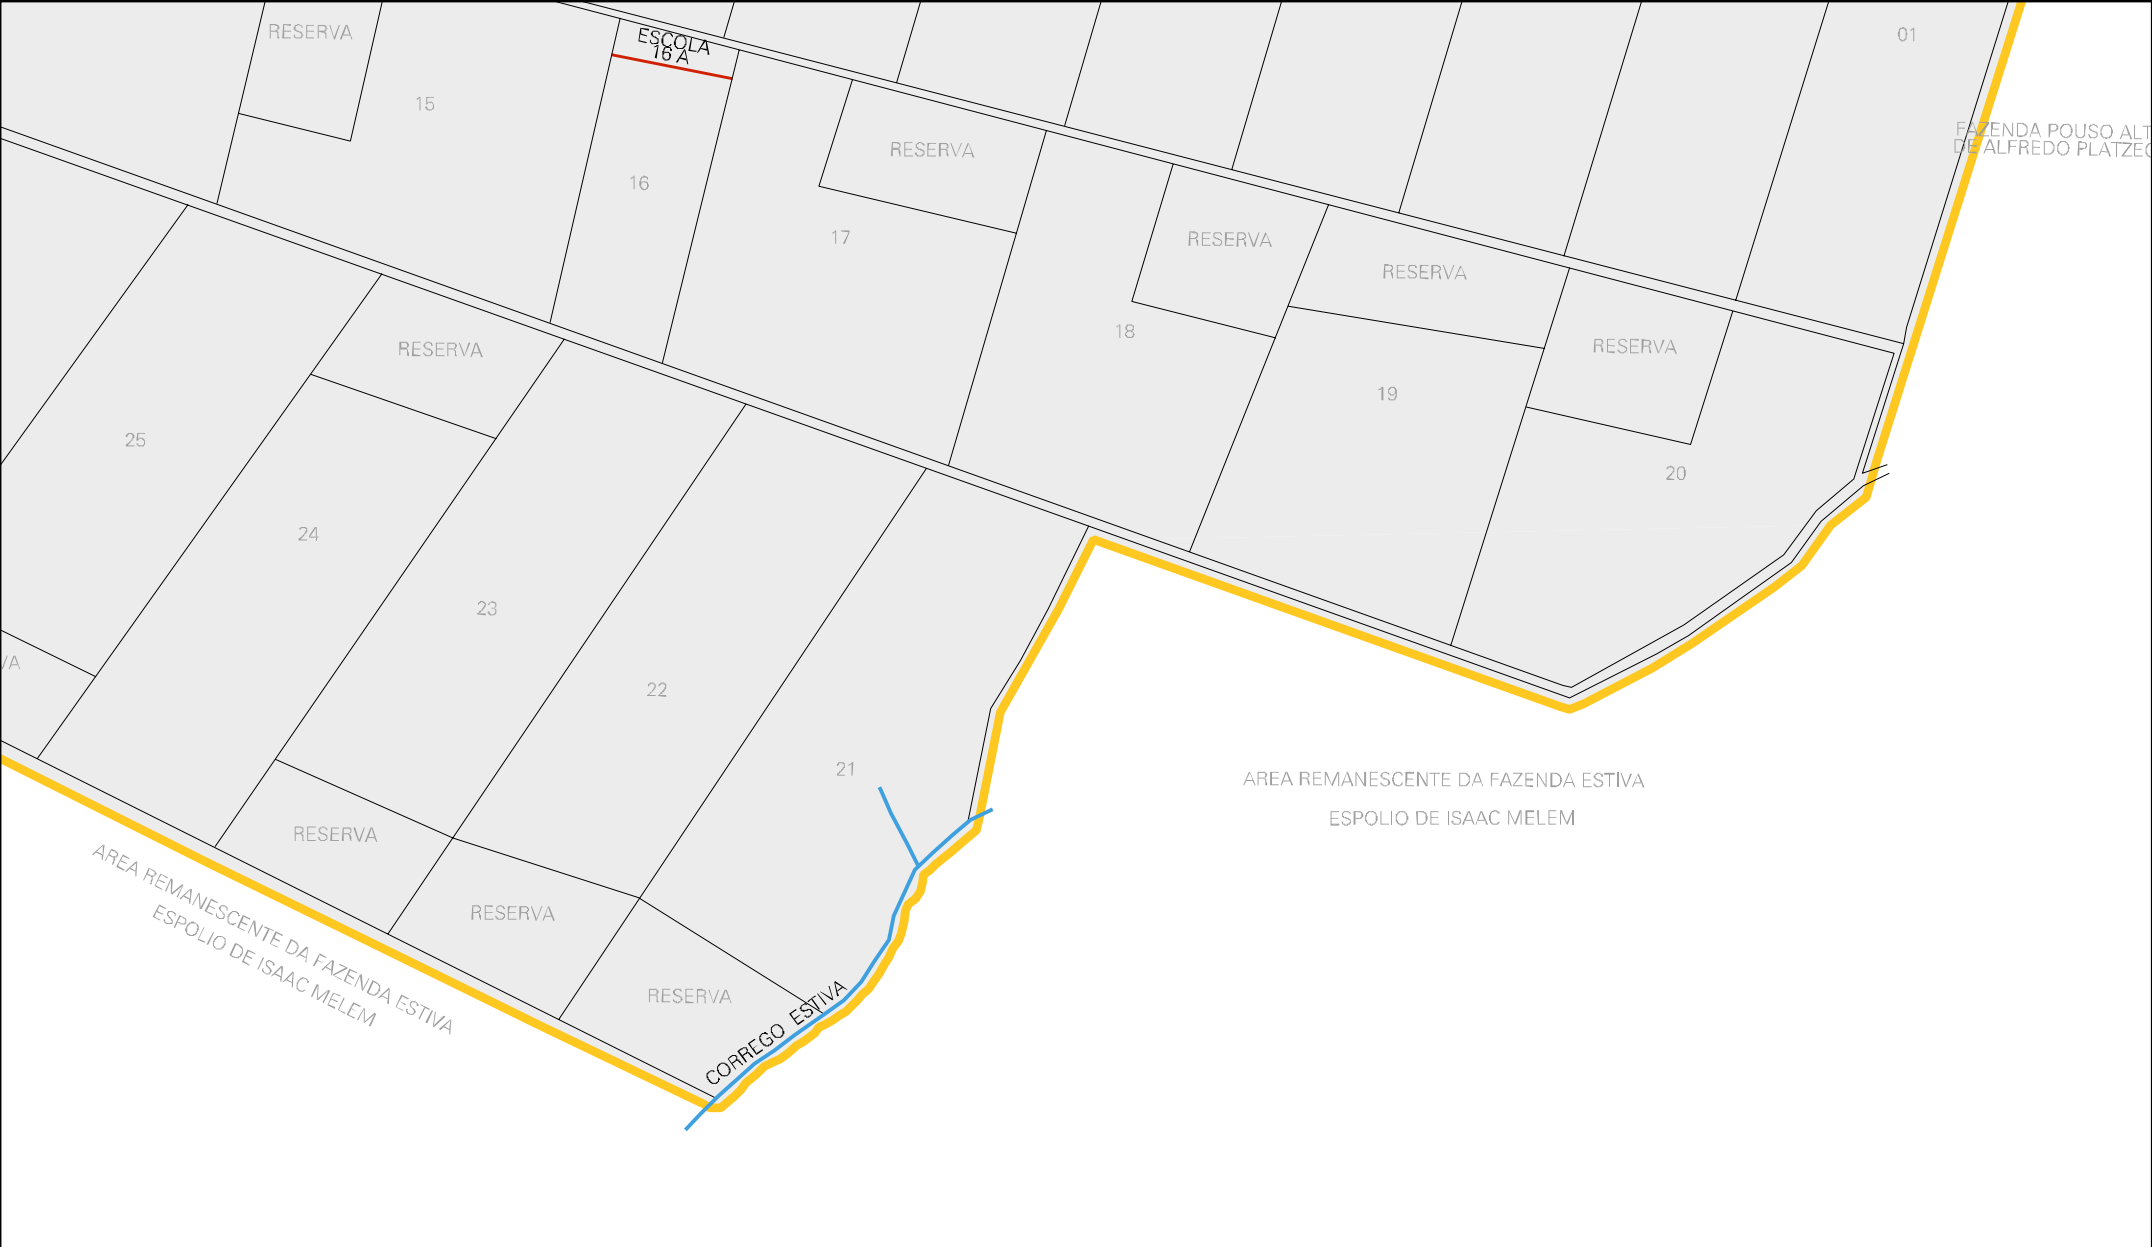 RESERVA
ESCOLA
16 A
01
15
FAZENDA POUSO ALT
DE ALFREDO PLATZEC
RESERVA
16
17
RESERVA
RESERVA
18
RESERVA
RESERVA
19
25
20
24
23
VA
22
21
AREA REMANESCENTE DA FAZENDA ESTIVA
ESPOLIO DE ISAAC MELEM
RESERVA
AREA REMANESCENTE DA FAZENDA ESTIVA
ESPOLIO DE ISAAC MELEM
RESERVA
RESERVA
CORREGO ESTIVA